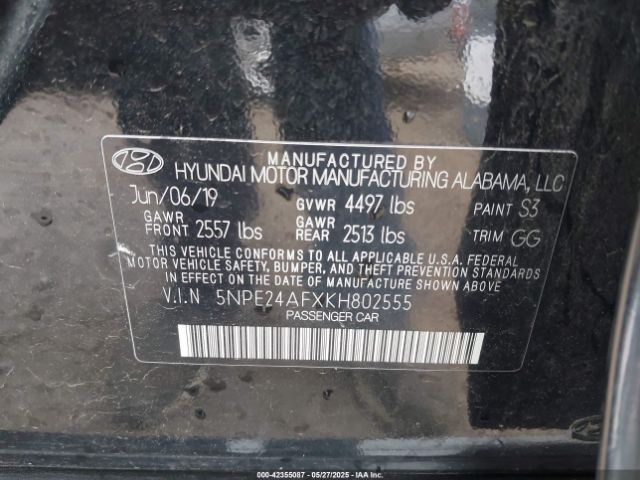 MANUFACTURED BY
HYUNDAI MOTOR MANUFACTURING ALABAMA, LLC
Jun/06/19 GVWR 4497 lbs PAINT S3
GAWR FRONT 2557 lbs GAWR REAR 2513 lbs TRIM GG
THIS VEHICLE CONFORMS TO ALL APPLICABLE U.S.A. FEDERAL
MOTOR VEHICLE SAFETY, BUMPER, AND THEFT PREVENTION STANDARDS
IN EFFECT ON THE DATE OF MANUFACTURE SHOWN ABOVE
V.I.N 5NPE24AFXKH802555
PASSENGER CAR
000-42355087 05/27/2025 - COPART.COM